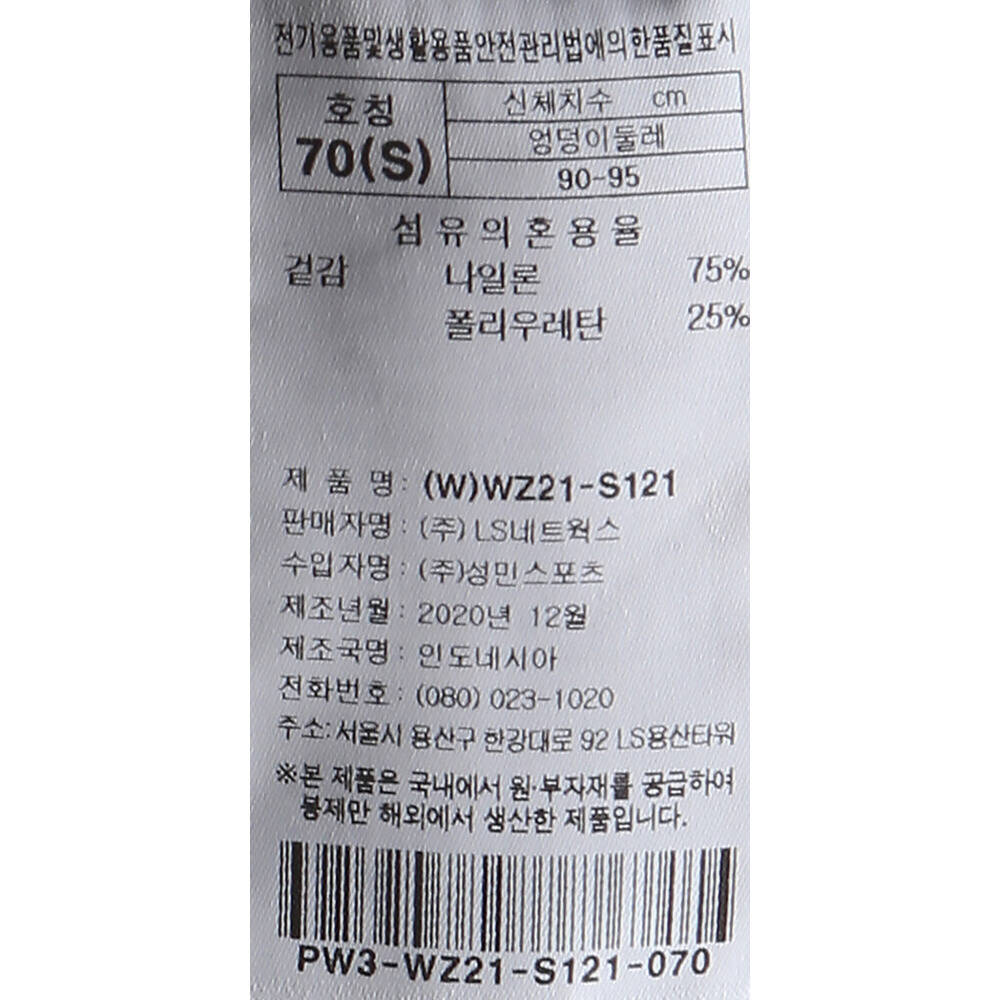 전기용품및생활용품안전관리법에의한품질표시
호칭
70(S)
신체치수 cm
엉덩이둘레
90-95
섬유의혼용율
겉감 나일론 75%
폴리우레탄 25%
제 품 명 : (W)WZ21-S121
판매자명 : (주) LS네트웍스
수입자명 : (주)성민스포츠
제조년월 : 2020년 12월
제조국명 : 인도네시아
전화번호 : (080) 023-1020
주소: 서울시 용산구 한강대로 92 LS용산타워
※본 제품은 국내에서 원·부자재를 공급하여
봉제만 해외에서 생산한 제품입니다.
PW3-WZ21-S121-070